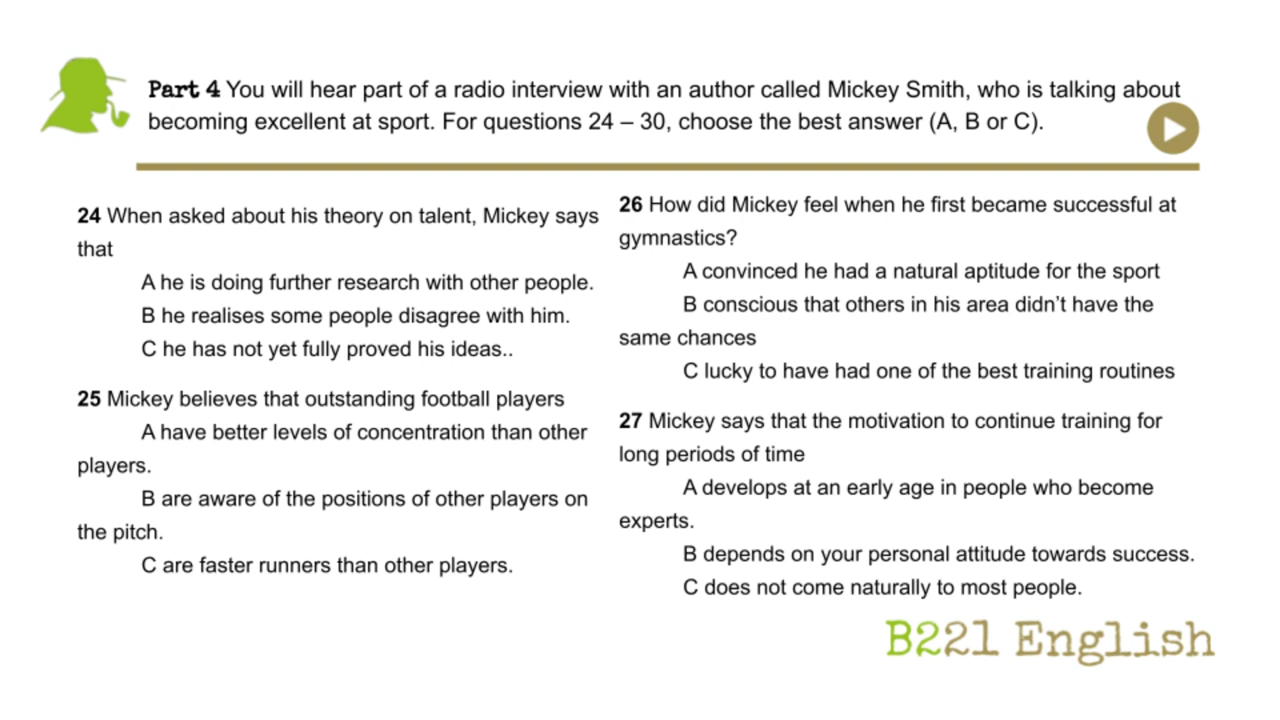 Part 4 You will hear part of a radio interview with an author called Mickey Smith, who is talking about
becoming excellent at sport. For questions 24 – 30, choose the best answer (A, B or C).
24 When asked about his theory on talent, Mickey says
that
A he is doing further research with other people.
B he realises some people disagree with him.
C he has not yet fully proved his ideas..
25 Mickey believes that outstanding football players
A have better levels of concentration than other
players.
B are aware of the positions of other players on
the pitch.
C are faster runners than other players.
26 How did Mickey feel when he first became successful at
gymnastics?
A convinced he had a natural aptitude for the sport
B conscious that others in his area didn’t have the
same chances
C lucky to have had one of the best training routines
27 Mickey says that the motivation to continue training for
long periods of time
A develops at an early age in people who become
experts.
B depends on your personal attitude towards success.
C does not come naturally to most people.
B221 English